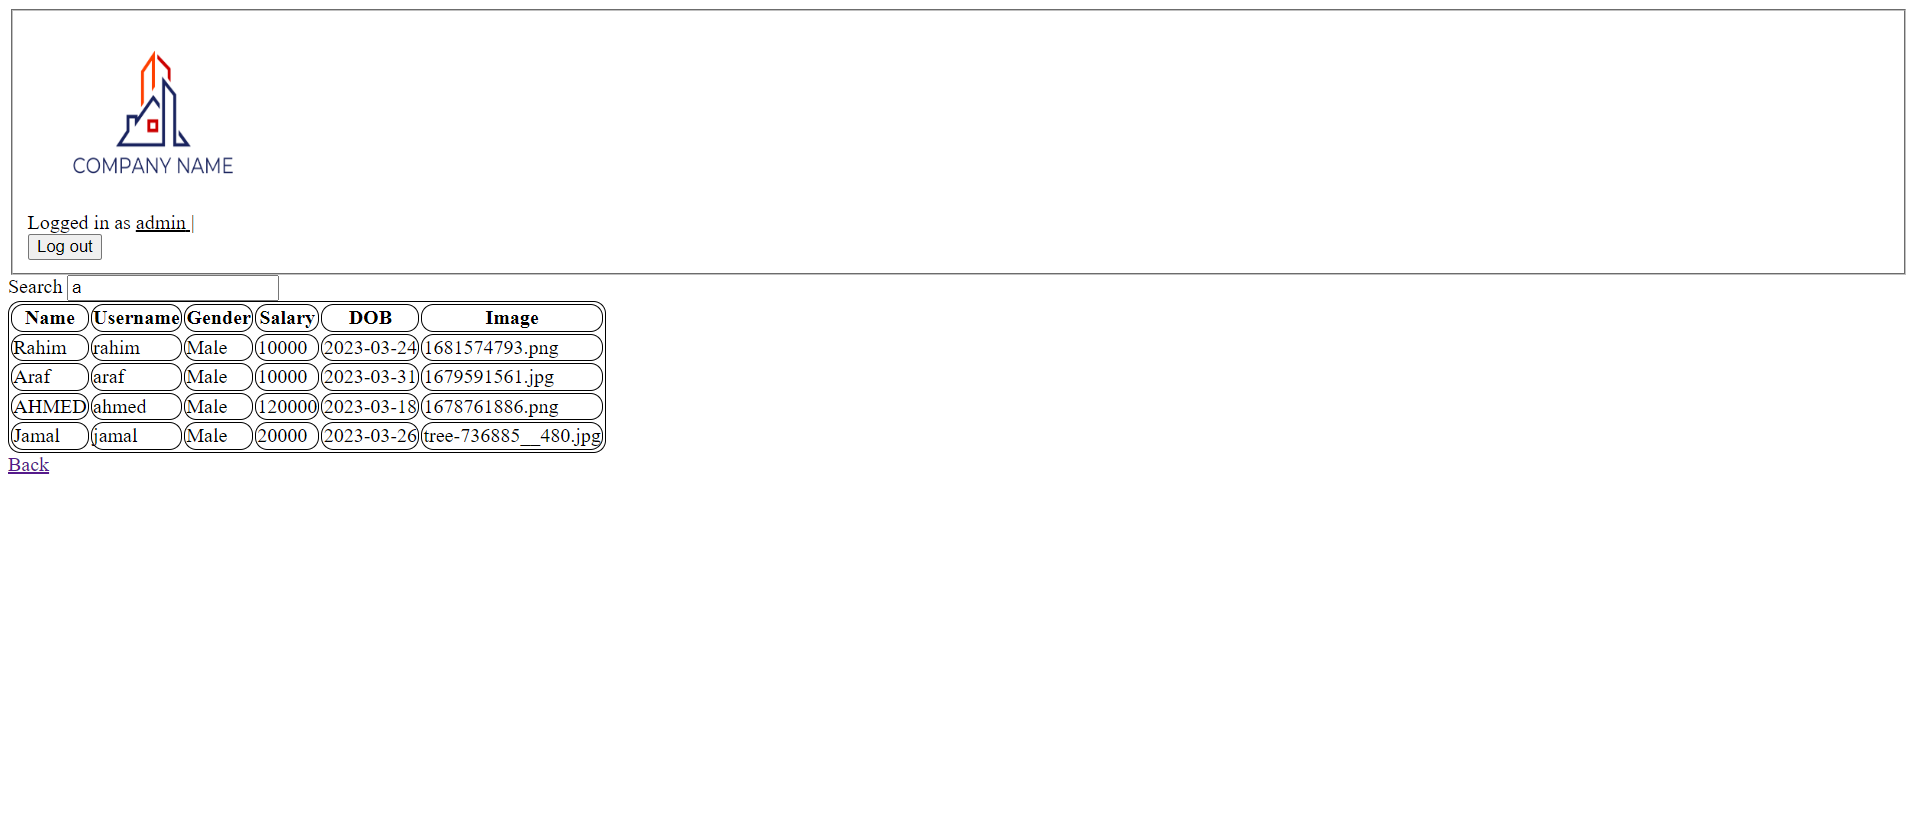 COMPANY NAME
Logged in as admin |
Log out
Search a
Name Username Gender Salary DOB Image
Rahim rahim Male 10000 2023-03-24 1681574793.png
Araf araf Male 10000 2023-03-31 1679591561.jpg
AHMED ahmed Male 120000 2023-03-18 1678761886.png
Jamal jamal Male 20000 2023-03-26 tree-736885__480.jpg
Back